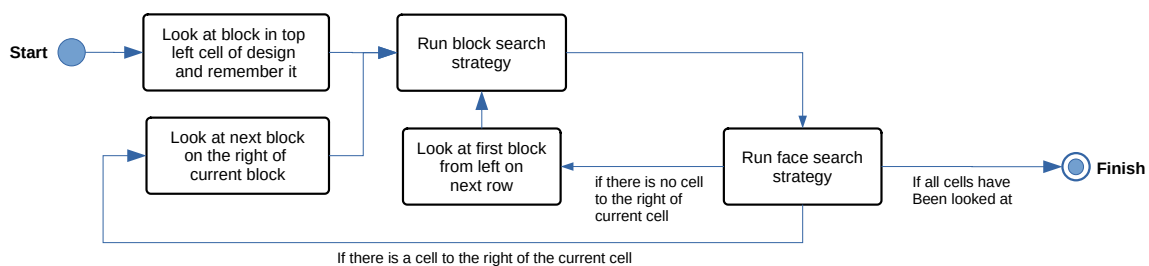 Start
Look at block in top
left cell of design
and remember it
Run block search
strategy
Look at next block
on the right of
current block
Look at first block
from left on
next row
if there is no cell
to the right of
current cell
Run face search
strategy
If all cells have
Been looked at
Finish
If there is a cell to the right of the current cell